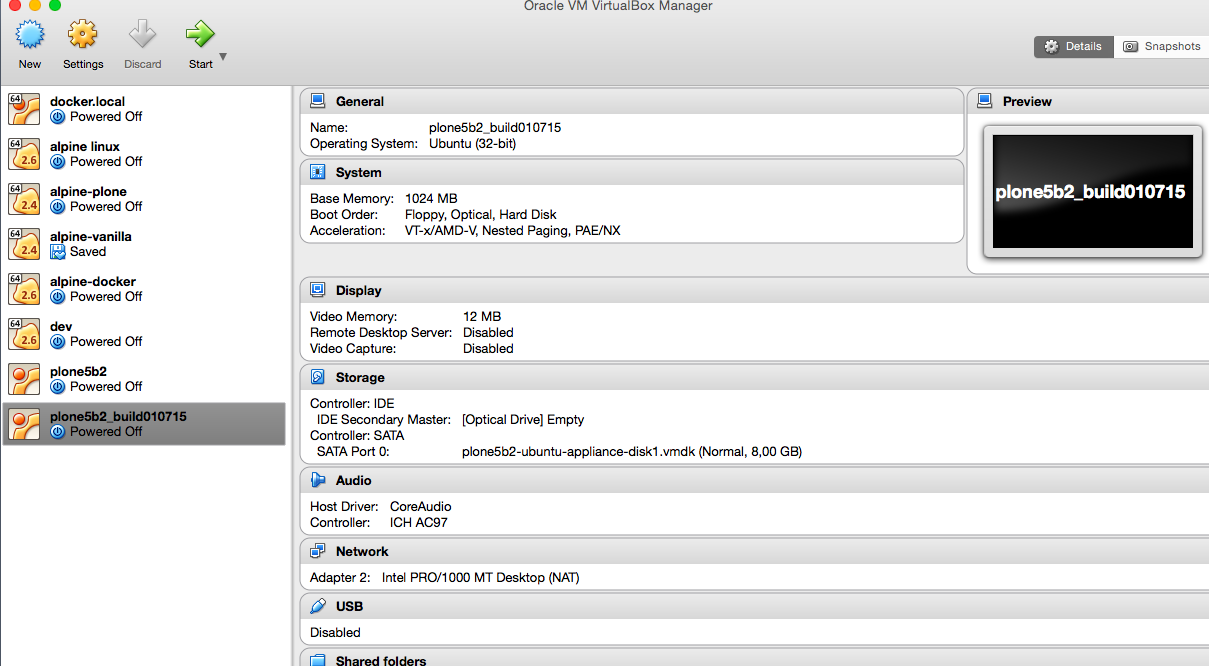 Oracle VM VirtualBox Manager
New
Settings
Discard
Start
Details
Snapshots
64
docker.local
Powered Off
64
2.6
alpine linux
Powered Off
64
2.4
alpine-plone
Powered Off
64
2.4
alpine-vanilla
Saved
64
2.6
alpine-docker
Powered Off
64
2.6
dev
Powered Off
plone5b2
Powered Off
plone5b2_build010715
Powered Off
General
Name: plone5b2_build010715
Operating System: Ubuntu (32-bit)
System
Base Memory: 1024 MB
Boot Order: Floppy, Optical, Hard Disk
Acceleration: VT-x/AMD-V, Nested Paging, PAE/NX
Preview
plone5b2_build010715
Display
Video Memory: 12 MB
Remote Desktop Server: Disabled
Video Capture: Disabled
Storage
Controller: IDE
IDE Secondary Master: [Optical Drive] Empty
Controller: SATA
SATA Port 0: plone5b2-ubuntu-appliance-disk1.vmdk (Normal, 8,00 GB)
Audio
Host Driver: CoreAudio
Controller: ICH AC97
Network
Adapter 2: Intel PRO/1000 MT Desktop (NAT)
USB
Disabled
Shared folders